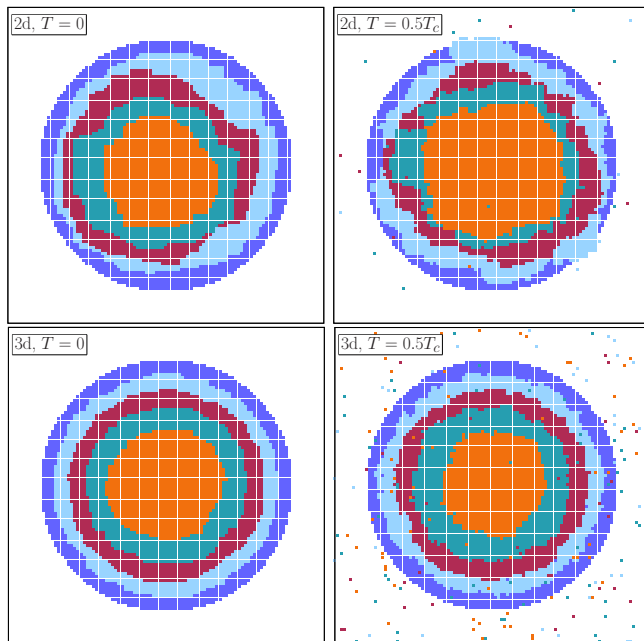 2d, T = 0
2d, T = 0.5T_c
3d, T = 0
3d, T = 0.5T_c